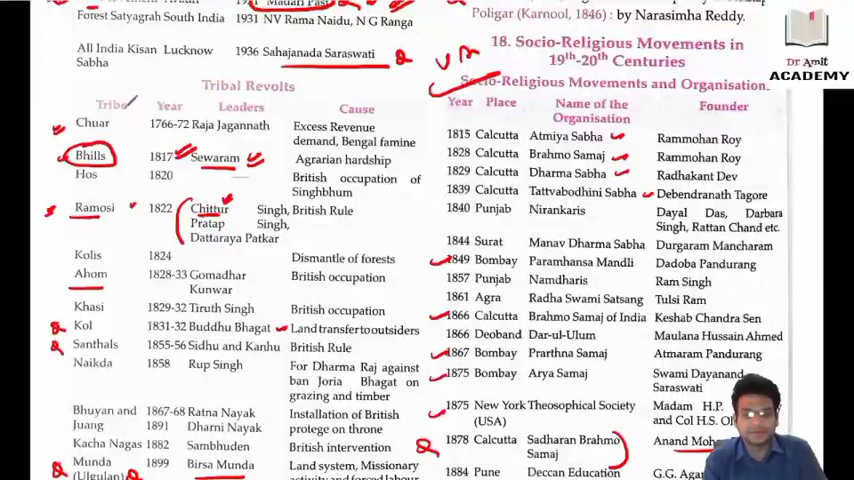 1921 Madari Pasi
Forest Satyagrah South India 1931 NV Rama Naidu, N G Ranga
All India Kisan Lucknow 1936 Sahajanada Saraswati
Sabha
Tribal Revolts
Tribe Year Leaders Cause
Chuar 1766-72 Raja Jagannath Excess Revenue
demand, Bengal famine
Bhills 1817 Sewaram Agrarian hardship
Hos 1820 —— British occupation of
Singhbhum
Ramosi 1822 Chittur Singh, British Rule
Pratap Singh,
Dattaraya Patkar
Kolis 1824 Dismantle of forests
Ahom 1828-33 Gomadhar British occupation
Kunwar
Khasi 1829-32 Tiruth Singh British occupation
Kol 1831-32 Buddhu Bhagat Land transfer to outsiders
Santhals 1855-56 Sidhu and Kanhu British Rule
Naikda 1858 Rup Singh For Dharma Raj against
ban Joria Bhagat on
grazing and timber
Bhuyan and 1867-68 Ratna Nayak Installation of British
Juang 1891 Dharni Nayak protege on throne
Kacha Nagas 1882 Sambhuden British intervention
Munda 1899 Birsa Munda Land system, Missionary
(Ulgulan) activity and forced labour
Poligar (Karnool, 1846) : by Narasimha Reddy.
18. Socio-Religious Movements in
19th-20th Centuries
Socio-Religious Movements and Organisation
Year Place Name of the Founder
Organisation
1815 Calcutta Atmiya Sabha Rammohan Roy
1828 Calcutta Brahmo Samaj Rammohan Roy
1829 Calcutta Dharma Sabha Radhakant Dev
1839 Calcutta Tattvabodhini Sabha Debendranath Tagore
1840 Punjab Nirankaris Dayal Das, Darbara
Singh, Rattan Chand etc.
1844 Surat Manav Dharma Sabha Durgaram Mancharam
1849 Bombay Paramhansa Mandli Dadoba Pandurang
1857 Punjab Namdharis Ram Singh
1861 Agra Radha Swami Satsang Tulsi Ram
1866 Calcutta Brahmo Samaj of India Keshab Chandra Sen
1866 Deoband Dar-ul-Ulum Maulana Hussain Ahmed
1867 Bombay Prarthna Samaj Atmaram Pandurang
1875 Bombay Arya Samaj Swami Dayanand
Saraswati
1875 New York Theosophical Society Madam H.P.
(USA) and Col H.S.
1878 Calcutta Sadharan Brahmo Anand
Samaj
1884 Pune Deccan Education G.G.
Dr Amit
ACADEMY